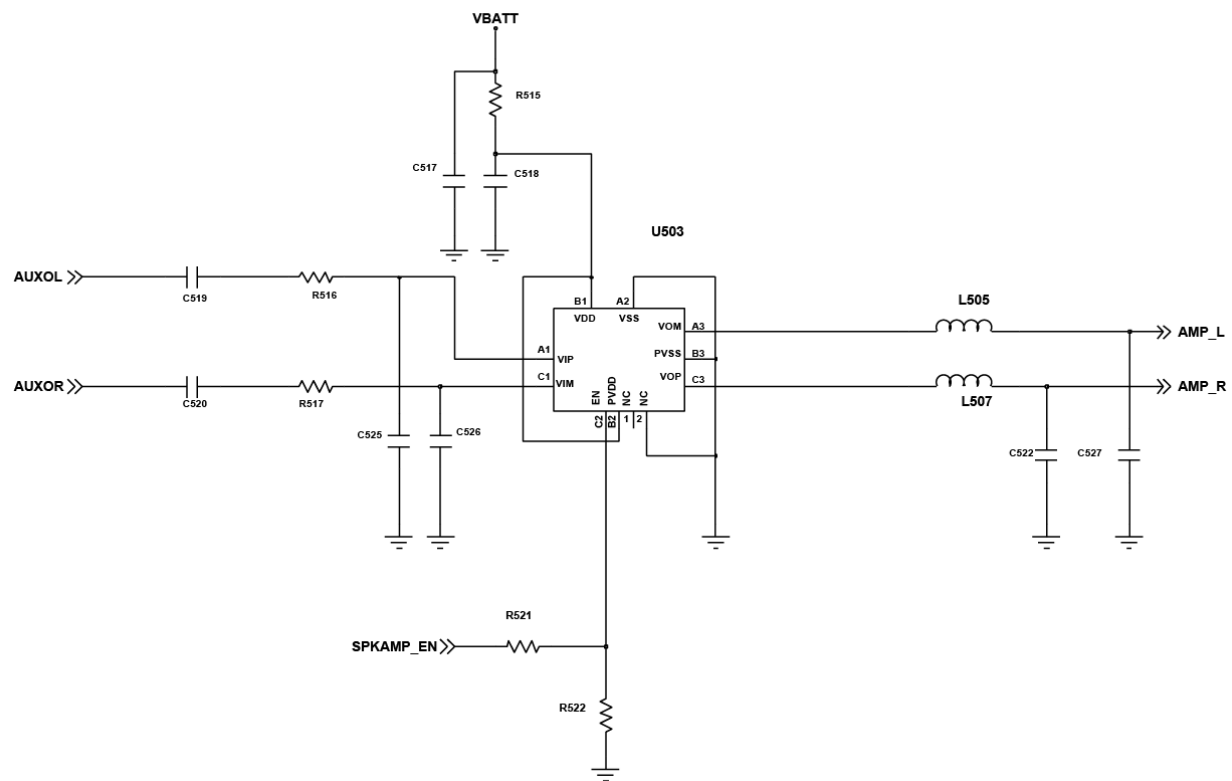 VBATT
R515
C517
C518
U503
AUXOL
C519
R516
B1
A2
L505
VDD
VSS
VOM
A3
AMP_L
A1
VIP
PVSS
B3
AUXOR
C1
VIM
VOP
C3
AMP_R
C520
R517
EN
PVDD
NC
NC
L507
C2
B2
1
2
C525
C526
C522
C527
R521
SPKAMP_EN
R522